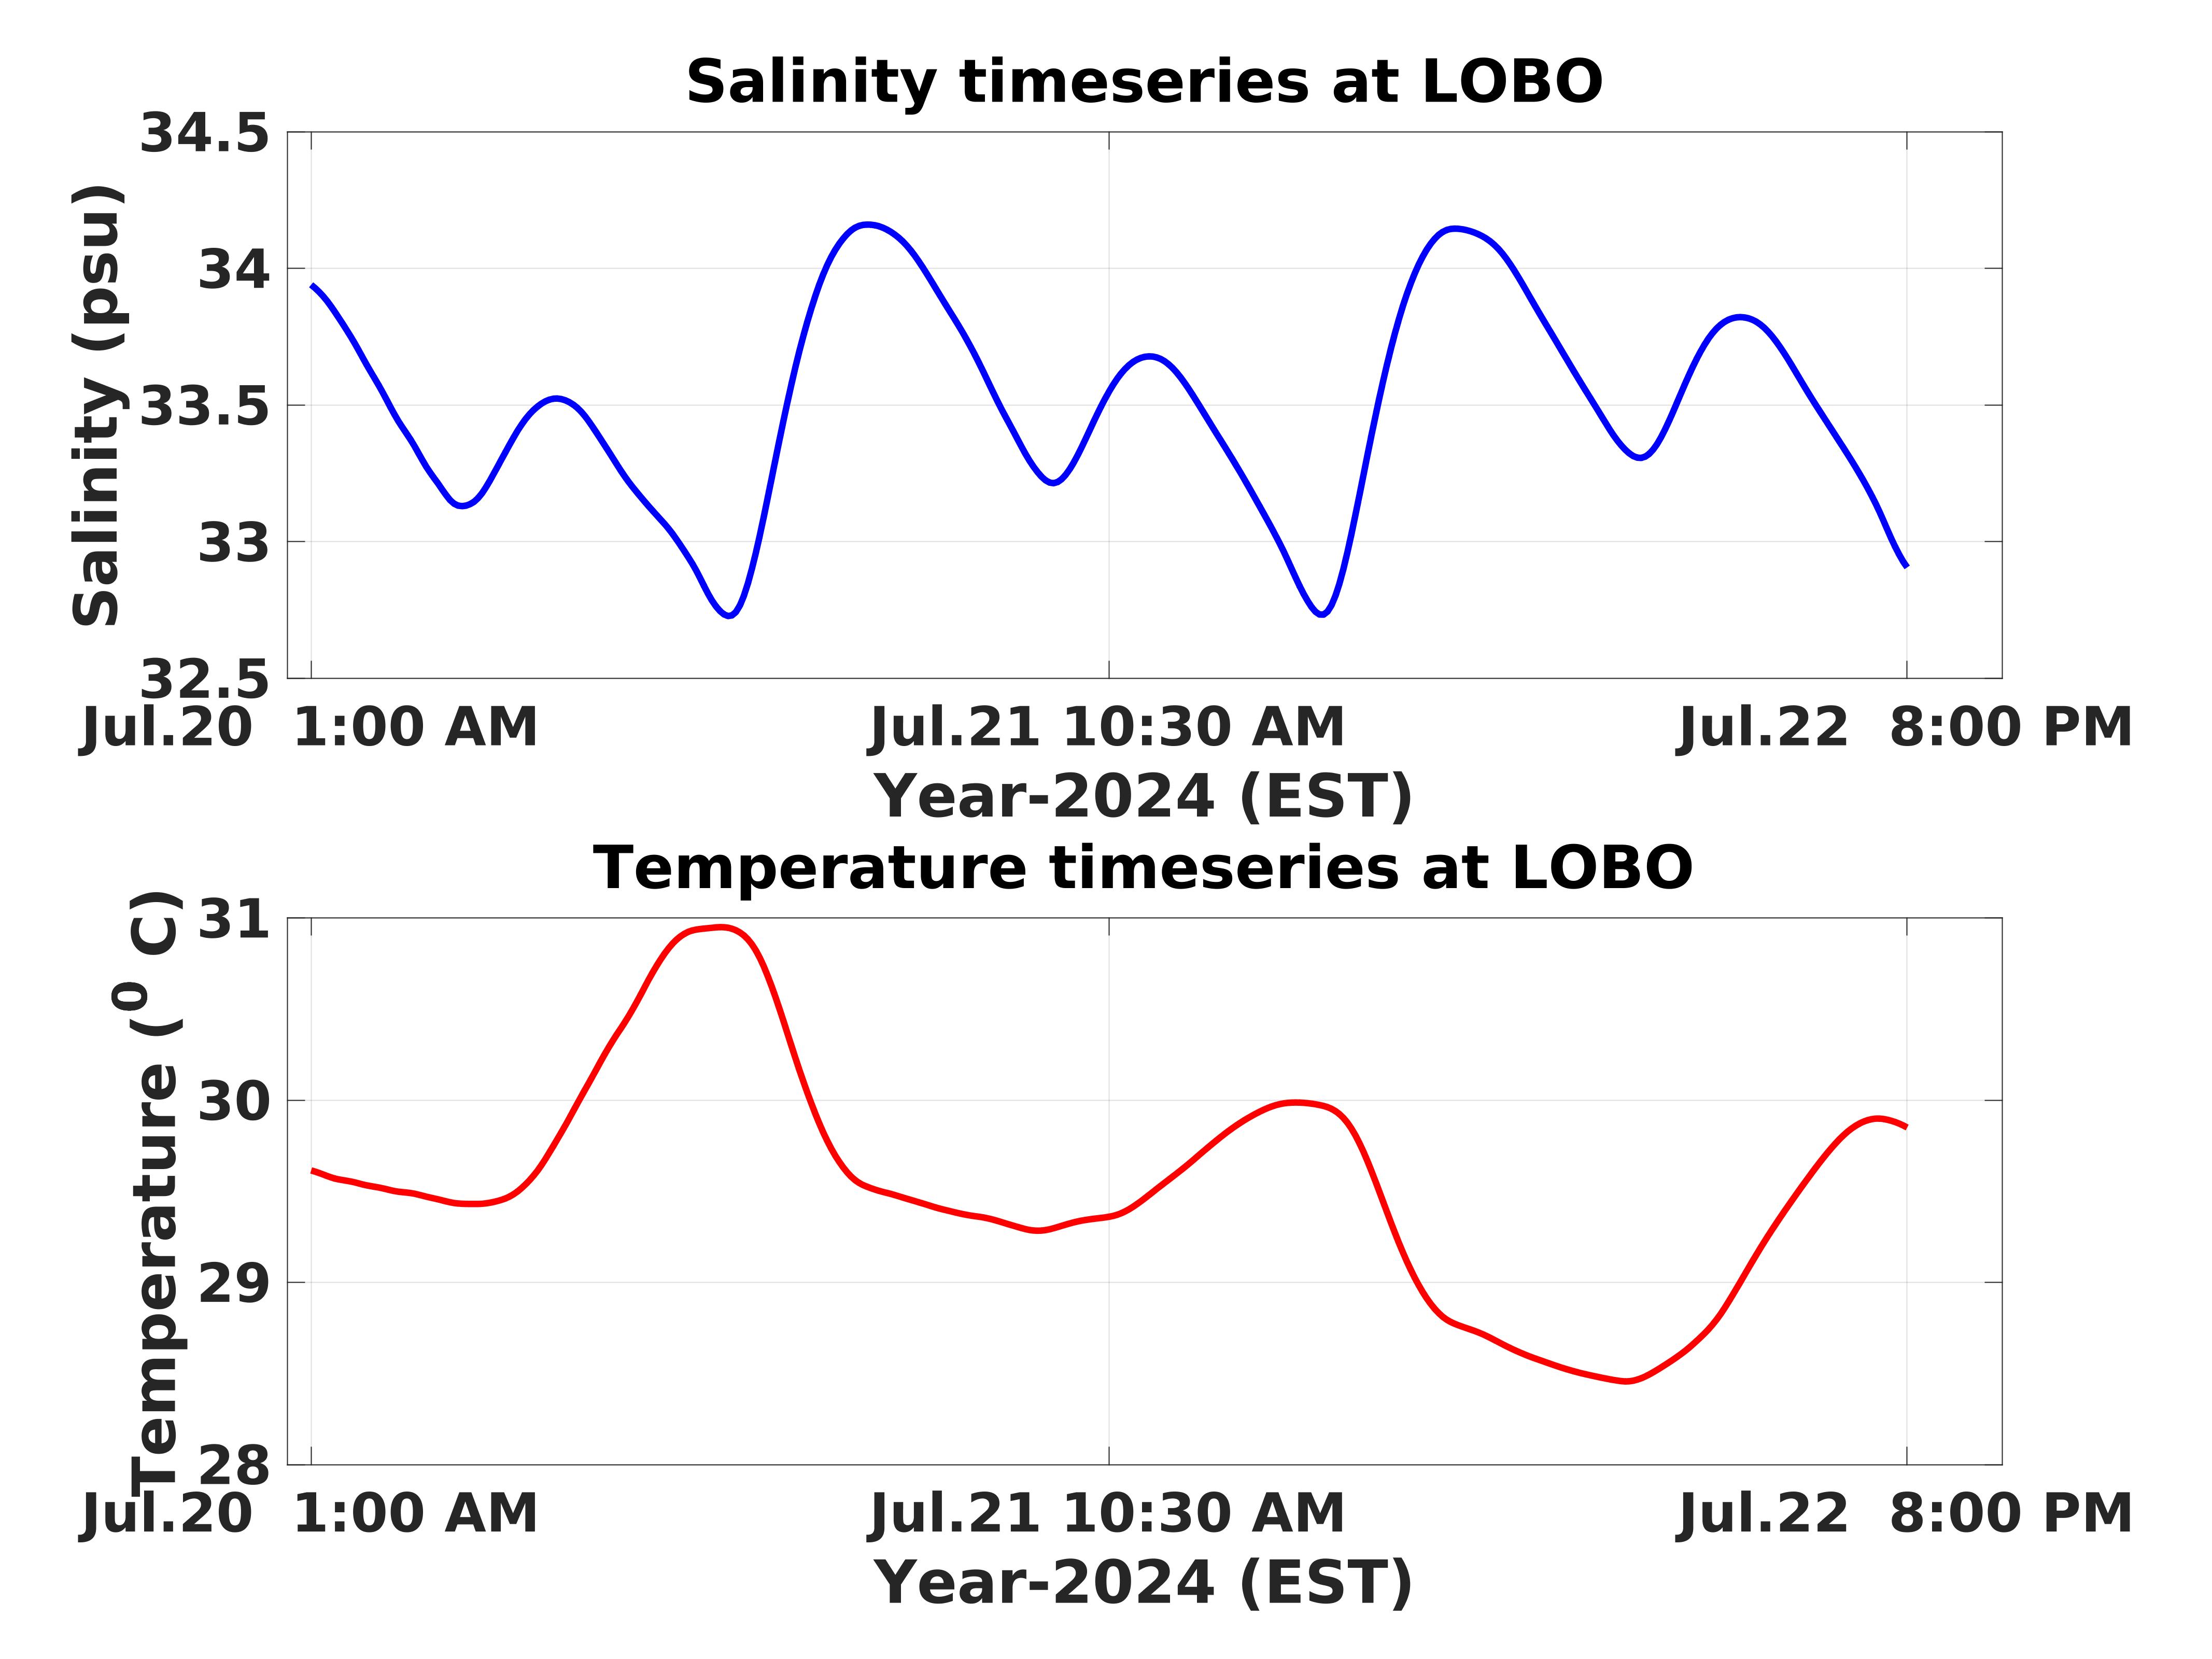 Salinity timeseries at LOBO
Salinity (psu)
34.5
34
33.5
33
32.5
Jul.20  1:00 AM
Jul.21 10:30 AM
Jul.22  8:00 PM
Year-2024 (EST)
Temperature timeseries at LOBO
Temperature (⁰ C)
31
30
29
28
Jul.20  1:00 AM
Jul.21 10:30 AM
Jul.22  8:00 PM
Year-2024 (EST)